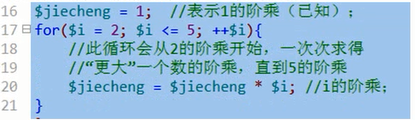 16 $jiecheng = 1; //表示1的阶乘（已知）；
17 for($i = 2; $i <= 5; ++$i){
18 //此循环会从2的阶乘开始，一次次求得
19 //“更大”一个数的阶乘，直到5的阶乘
20 $jiecheng = $jiecheng * $i; //i的阶乘；
21 }